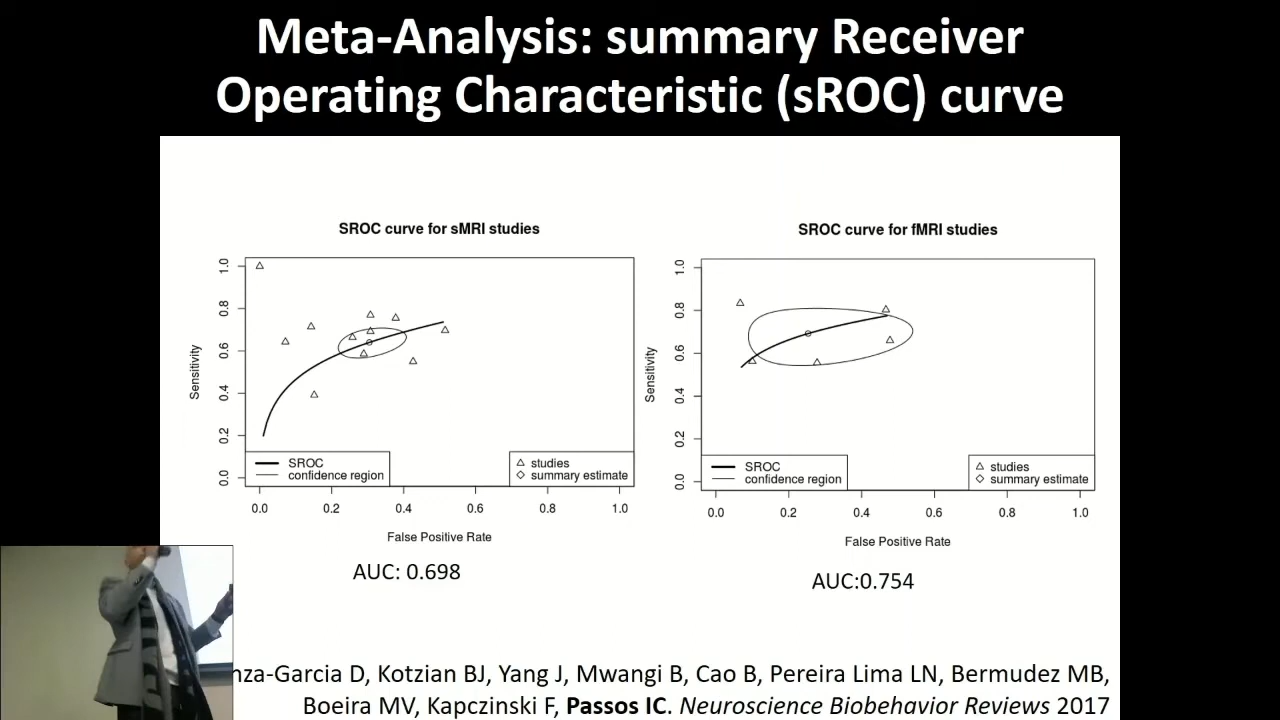 Meta-Analysis: summary Receiver
Operating Characteristic (sROC) curve
SROC curve for sMRI studies
Sensitivity
1.0
0.8
0.6
0.4
0.2
0.0
SROC
confidence region
studies
summary estimate
0.0 0.2 0.4 0.6 0.8 1.0
False Positive Rate
AUC: 0.698
SROC curve for fMRI studies
Sensitivity
1.0
0.8
0.6
0.4
0.2
0.0
SROC
confidence region
studies
summary estimate
0.0 0.2 0.4 0.6 0.8 1.0
False Positive Rate
AUC:0.754
nza-Garcia D, Kotzian BJ, Yang J, Mwangi B, Cao B, Pereira Lima LN, Bermudez MB,
Boeira MV, Kapczinski F, Passos IC. Neuroscience Biobehavior Reviews 2017